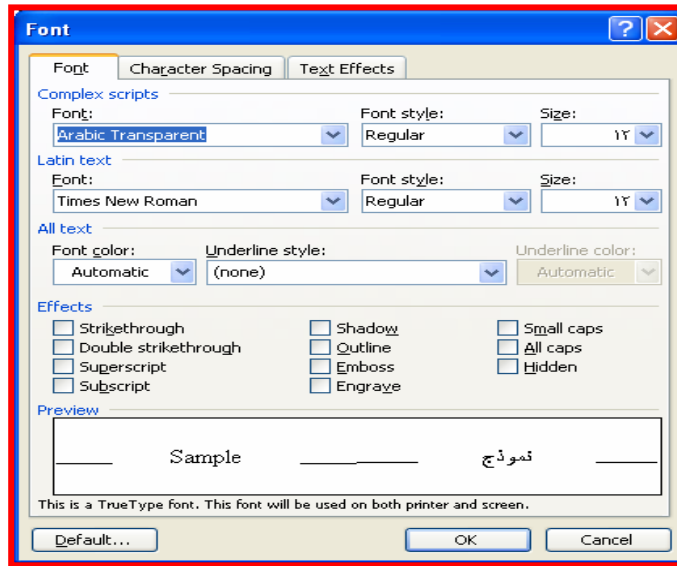 Font
Font Character Spacing Text Effects
Complex scripts
Font: Font style: Size:
Arabic Transparent Regular ١٢
Latin text
Font: Font style: Size:
Times New Roman Regular ١٢
All text
Font color: Underline style: Underline color:
Automatic (none) Automatic
Effects
Strikethrough Shadow Small caps
Double strikethrough Outline All caps
Superscript Emboss Hidden
Subscript Engrave
Preview
Sample نموذج
This is a TrueType font. This font will be used on both printer and screen.
Default... OK Cancel